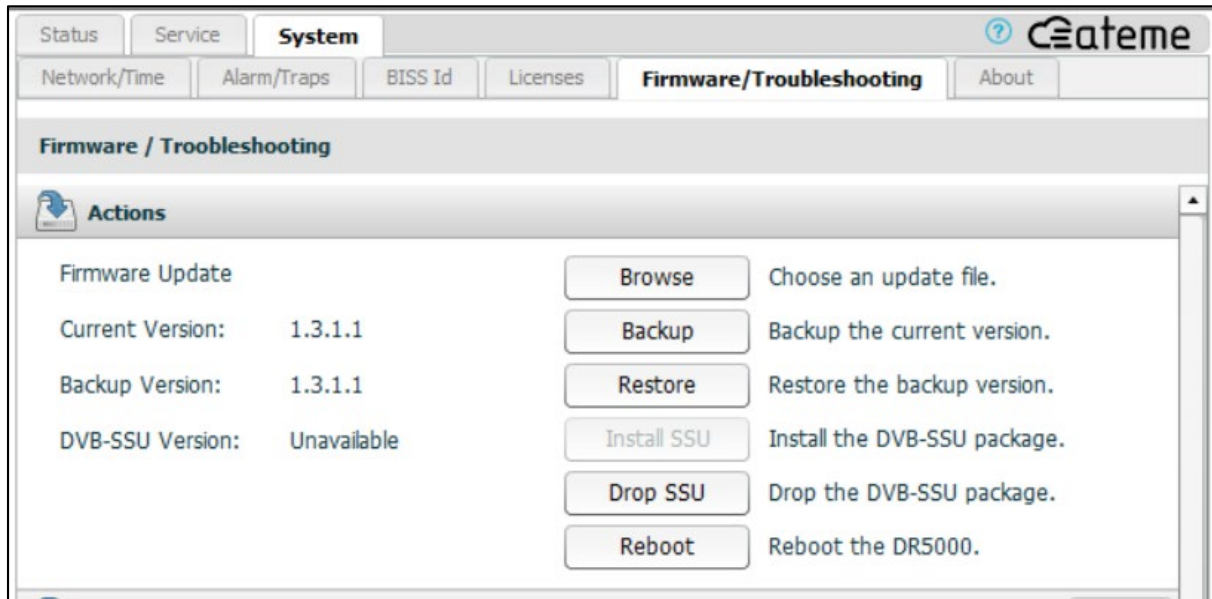 Status Service System ateme
Network/Time Alarm/Traps BISS Id Licenses Firmware/Troubleshooting About
Firmware / Troobleshooting
Actions
Firmware Update Browse Choose an update file.
Current Version: 1.3.1.1 Backup Backup the current version.
Backup Version: 1.3.1.1 Restore Restore the backup version.
DVB-SSU Version: Unavailable Install SSU Install the DVB-SSU package.
Drop SSU Drop the DVB-SSU package.
Reboot Reboot the DR5000.